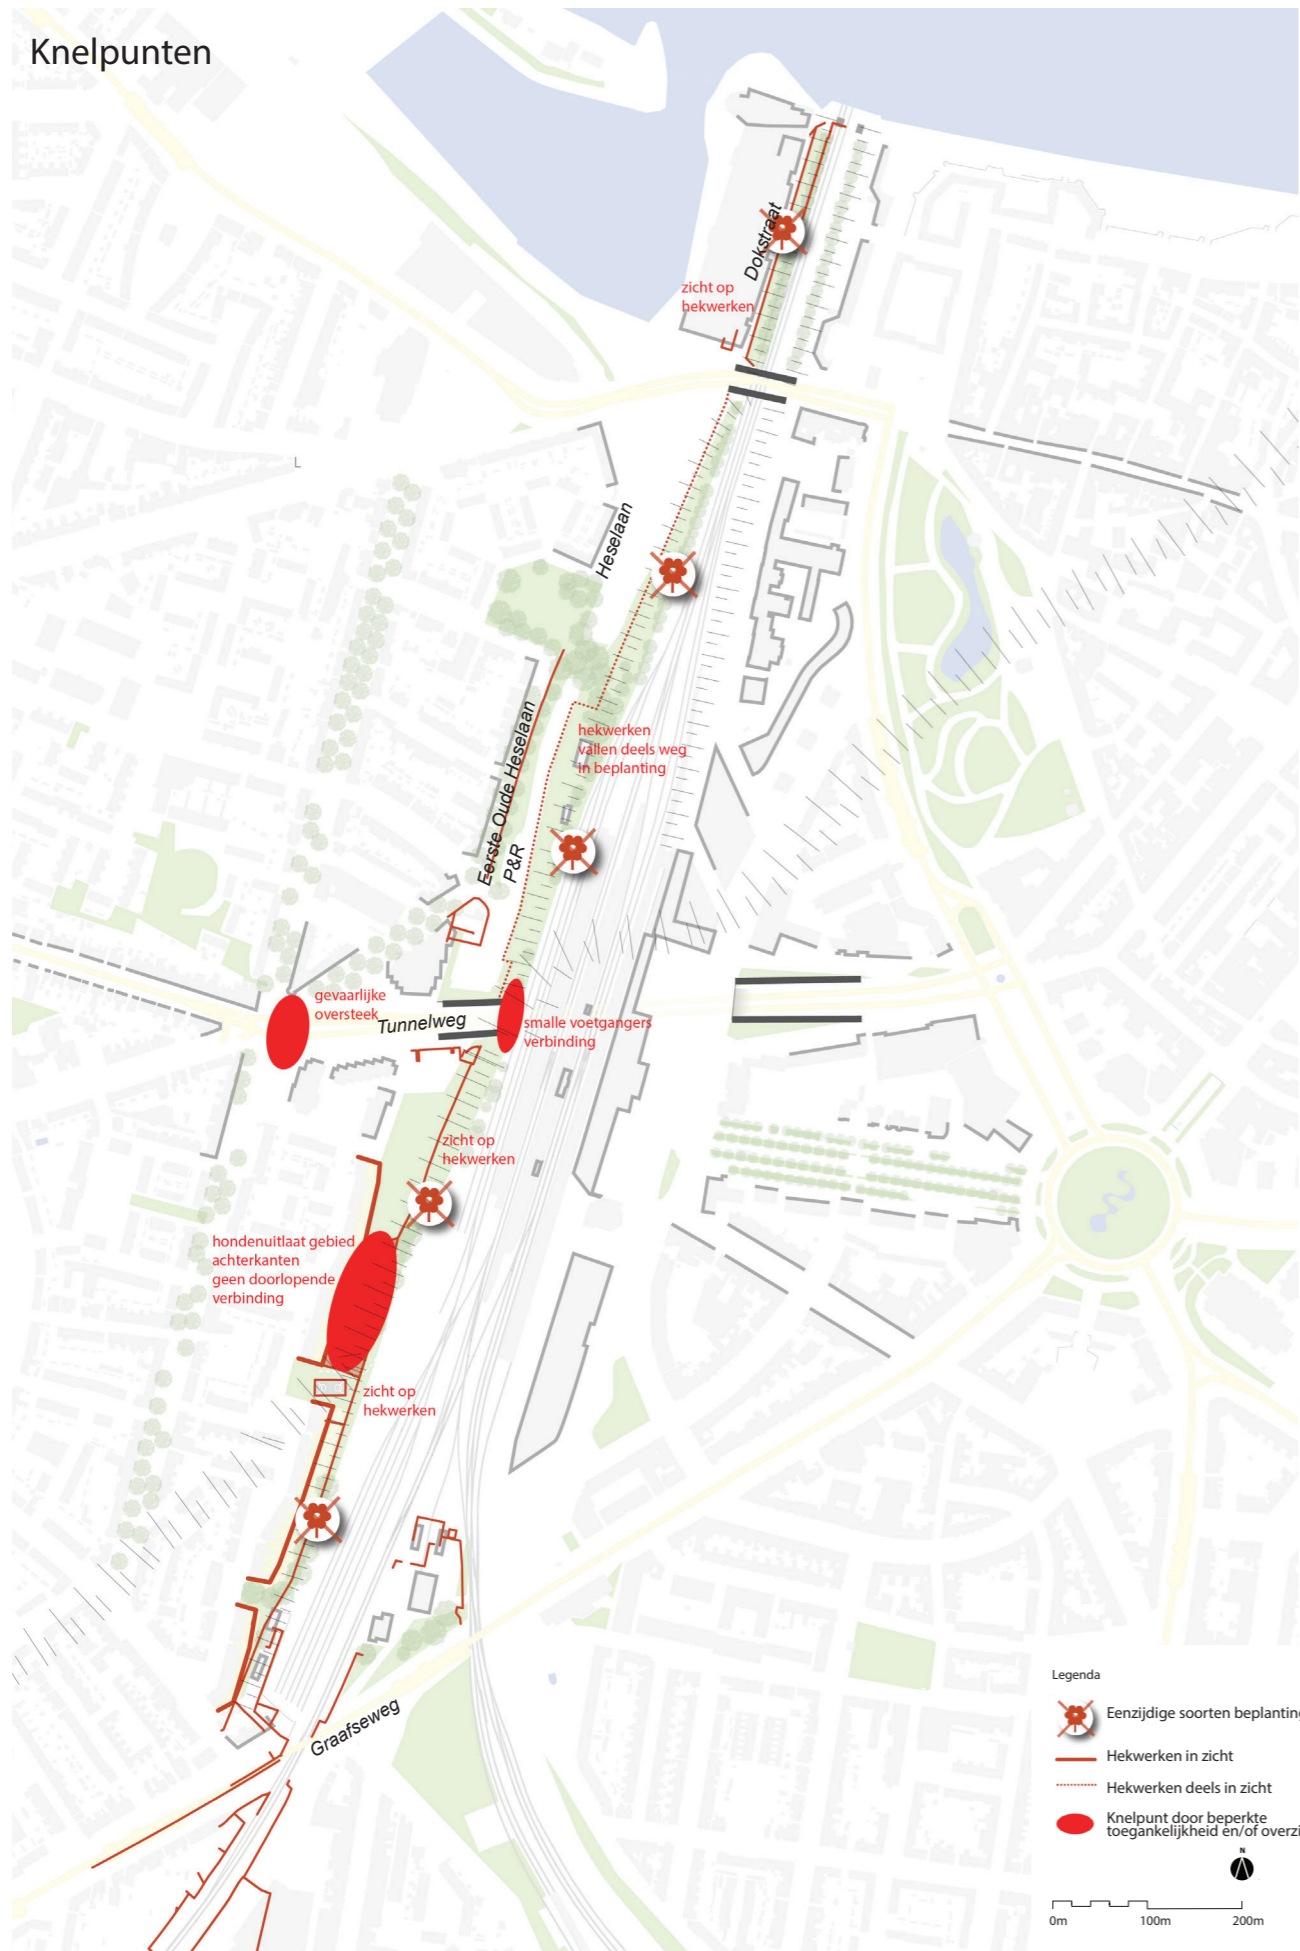 Knelpunten
Dokstraat
zicht op
hekwerken
Heselaan
hekwerken
vallen deels weg
in beplanting
Eerste Oude Heselaan
P&R
gevaarlijke
oversteek
Tunnelweg
smalle voetgangers
verbinding
zicht op
hekwerken
hondenuitlaat gebied
achterkanten
geen doorlopende
verbinding
zicht op
hekwerken
Graafseweg
Legenda
Eenzijdige soorten beplanting
Hekwerken in zicht
Hekwerken deels in zicht
Knelpunt door beperkte
toegankelijkheid en/of overzi
N
0m 100m 200m